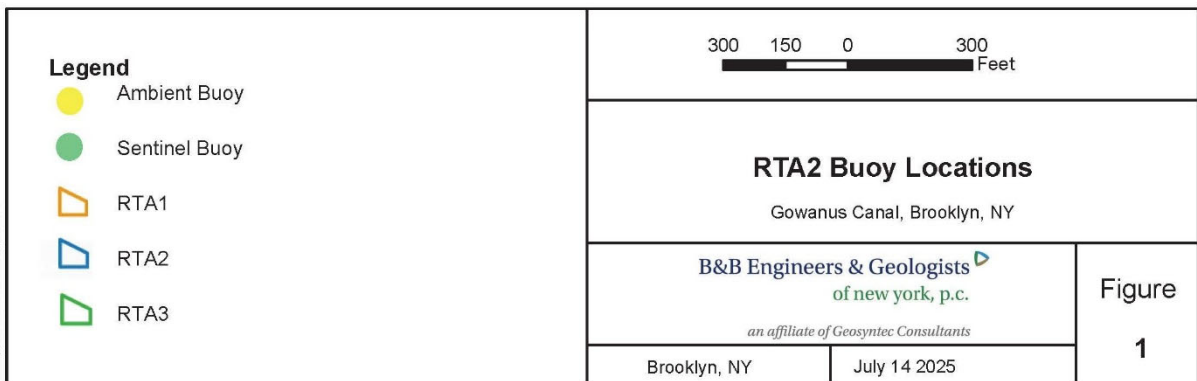 Legend
Ambient Buoy
Sentinel Buoy
RTA1
RTA2
RTA3
300 150 0 300
Feet
RTA2 Buoy Locations
Gowanus Canal, Brooklyn, NY
B&B Engineers & Geologists
of new york, p.c.
an affiliate of Geosyntec Consultants
Brooklyn, NY
July 14 2025
Figure
1